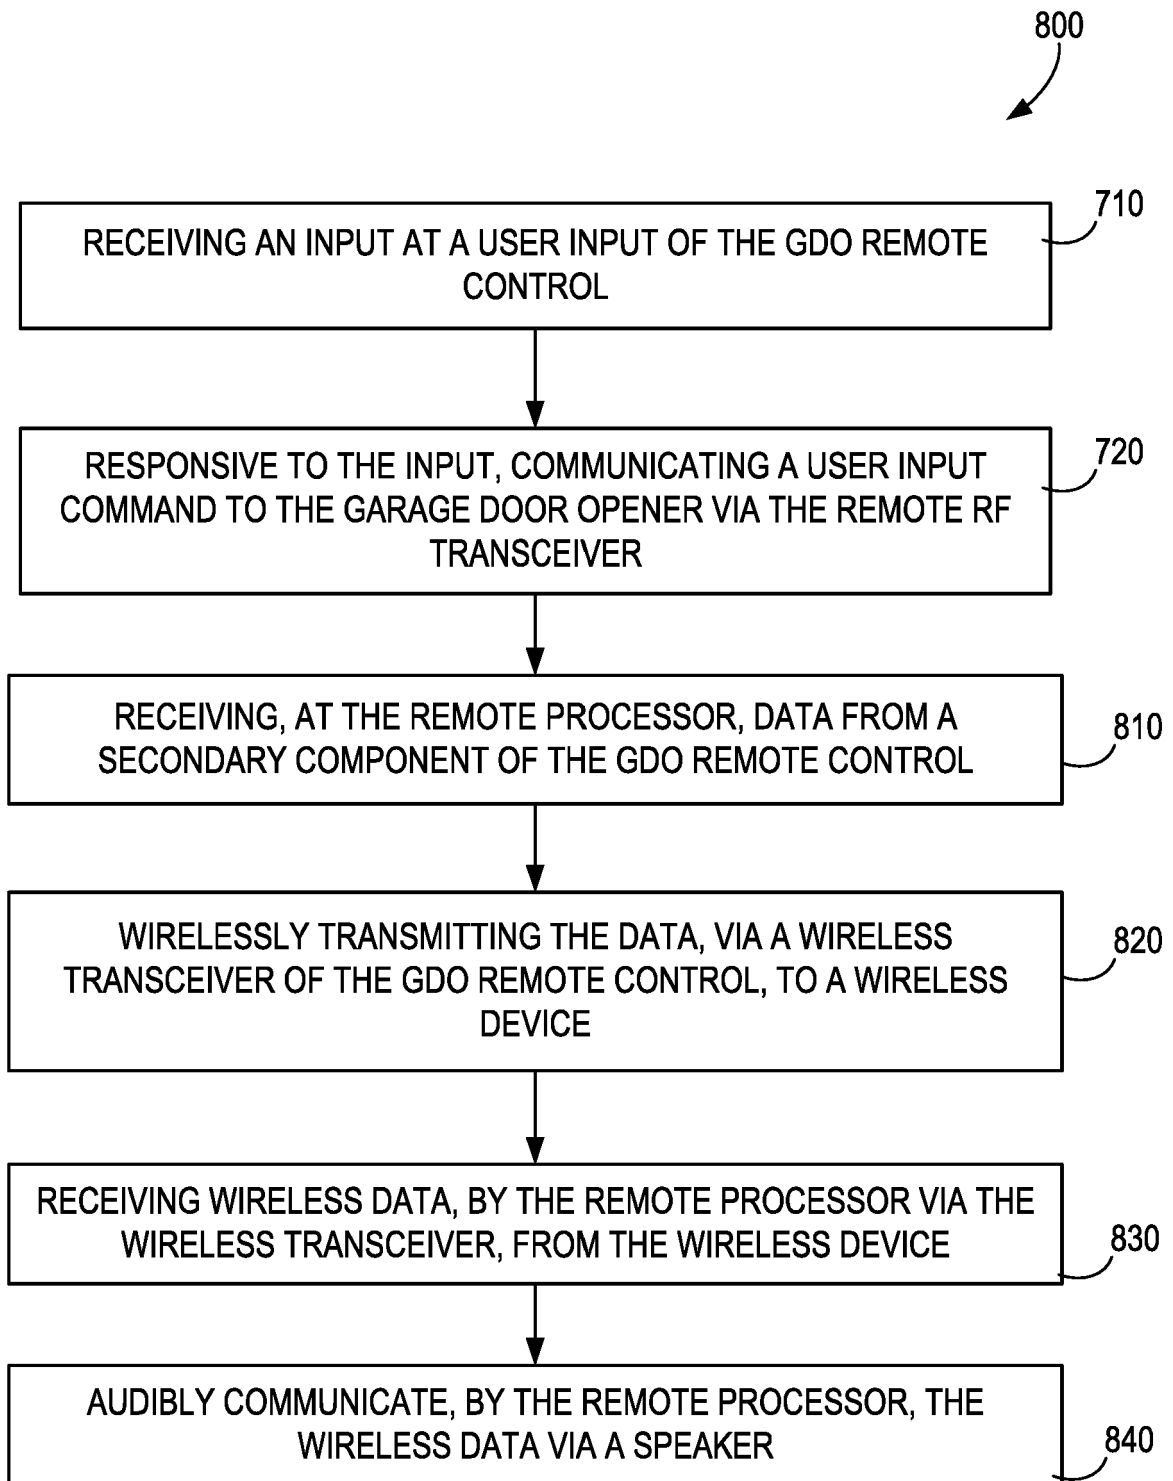 800
710
RECEIVING AN INPUT AT A USER INPUT OF THE GDO REMOTE
CONTROL
720
RESPONSIVE TO THE INPUT, COMMUNICATING A USER INPUT
COMMAND TO THE GARAGE DOOR OPENER VIA THE REMOTE RF
TRANSCEIVER
RECEIVING, AT THE REMOTE PROCESSOR, DATA FROM A
SECONDARY COMPONENT OF THE GDO REMOTE CONTROL
810
WIRELESSLY TRANSMITTING THE DATA, VIA A WIRELESS
TRANSCEIVER OF THE GDO REMOTE CONTROL, TO A WIRELESS
DEVICE
820
RECEIVING WIRELESS DATA, BY THE REMOTE PROCESSOR VIA THE
WIRELESS TRANSCEIVER, FROM THE WIRELESS DEVICE
830
AUDIBLY COMMUNICATE, BY THE REMOTE PROCESSOR, THE
WIRELESS DATA VIA A SPEAKER
840